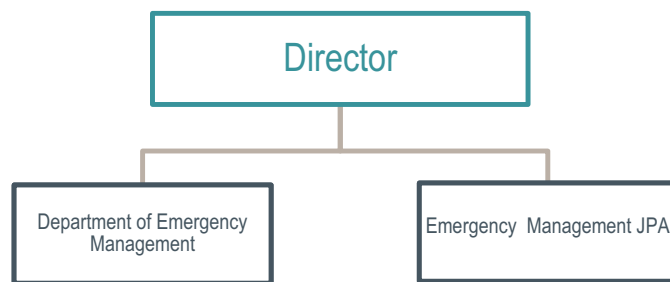 Director
Department of Emergency
Management
Emergency Management JPA